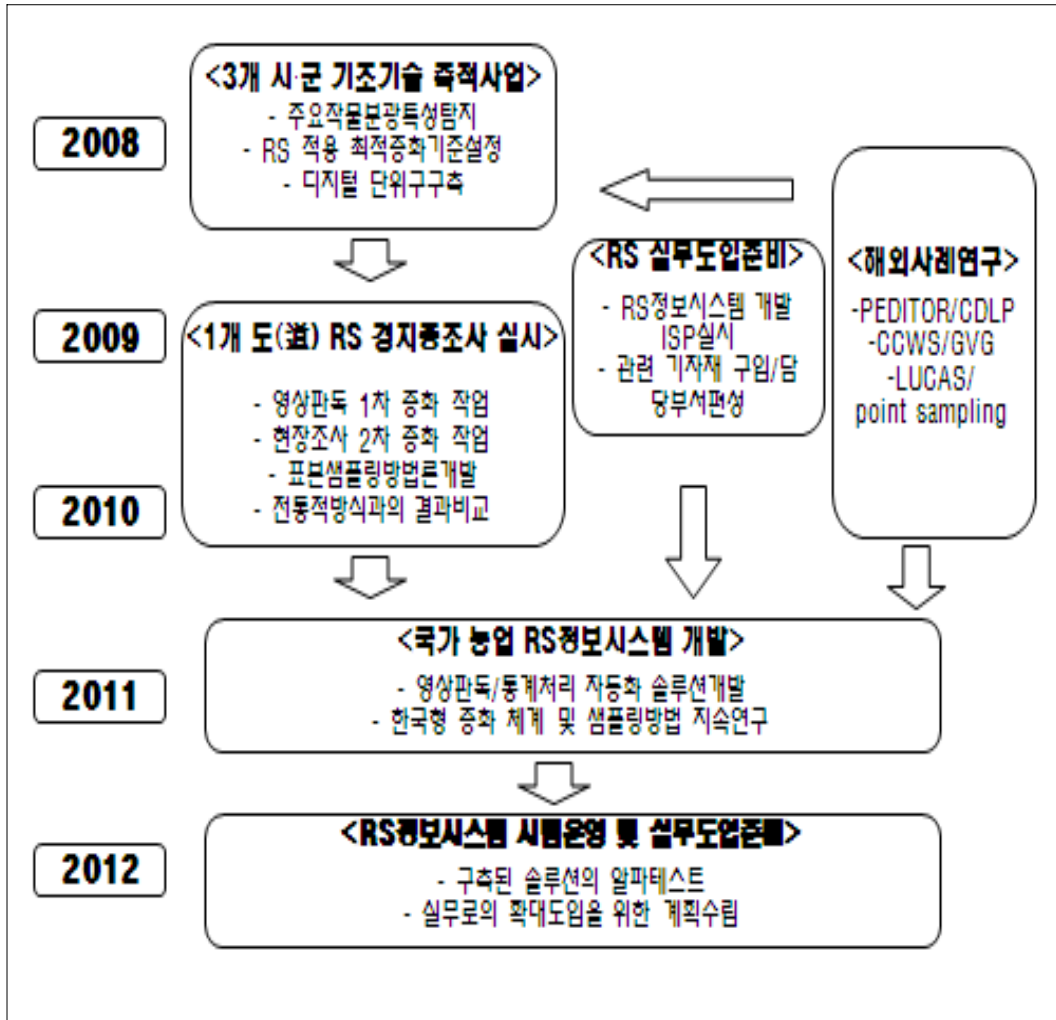 2008
<3개 시·군 기조기술 축적사업>
- 주요작물분광특성탐지
- RS 적용 최적층화기준설정
- 디지털 단위구구축
2009
<1개 도(道) RS 경지총조사 실시>
- 영상판독 1차 층화 작업
- 현장조사 2차 층화 작업
- 표본샘플링방법론개발
- 전통적방식과의 결과비교
2010
<RS 실무도입준비>
- RS정보시스템 개발
ISP실시
- 관련 기자재 구입/담
당부서편성
<해외사례연구>
-PEDITOR/CDLP
-CCWS/GVG
-LUCAS/
point sampling
2011
<국가 농업 RS정보시스템 개발>
- 영상판독/통계처리 자동화 솔루션개발
- 한국형 층화 체계 및 샘플링방법 지속연구
2012
<RS정보시스템 시험운영 및 실무도입준비>
- 구축된 솔루션의 알파테스트
- 실무로의 확대도입을 위한 계획수립